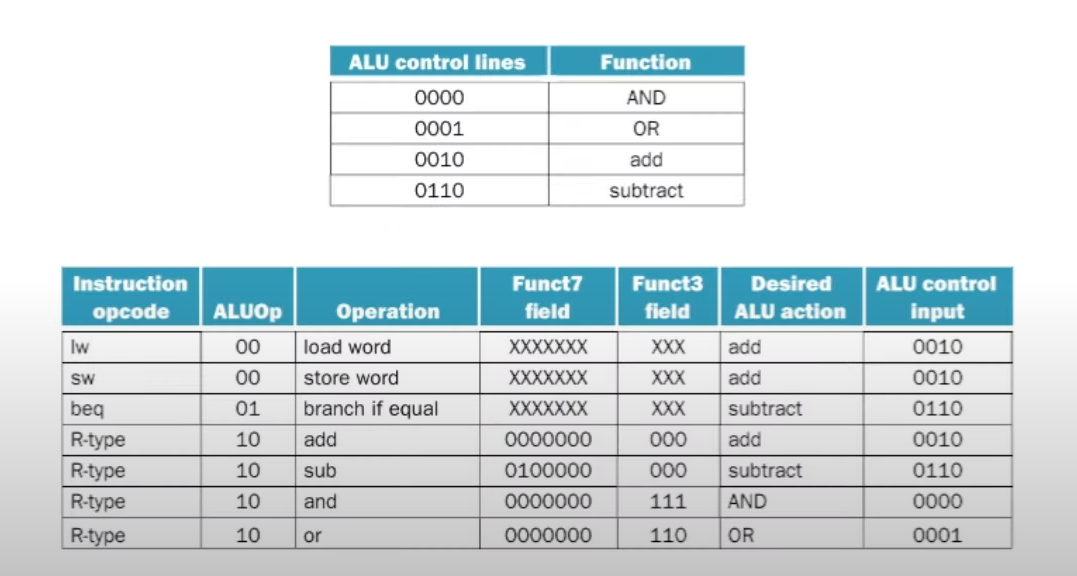 ALU control lines Function
0000 AND
0001 OR
0010 add
0110 subtract
Instruction opcode ALUOp Operation Funct7 field Funct3 field Desired ALU action ALU control input
lw 00 load word XXXXXXX XXX add 0010
sw 00 store word XXXXXXX XXX add 0010
beq 01 branch if equal XXXXXXX XXX subtract 0110
R-type 10 add 0000000 000 add 0010
R-type 10 sub 0100000 000 subtract 0110
R-type 10 and 0000000 111 AND 0000
R-type 10 or 0000000 110 OR 0001